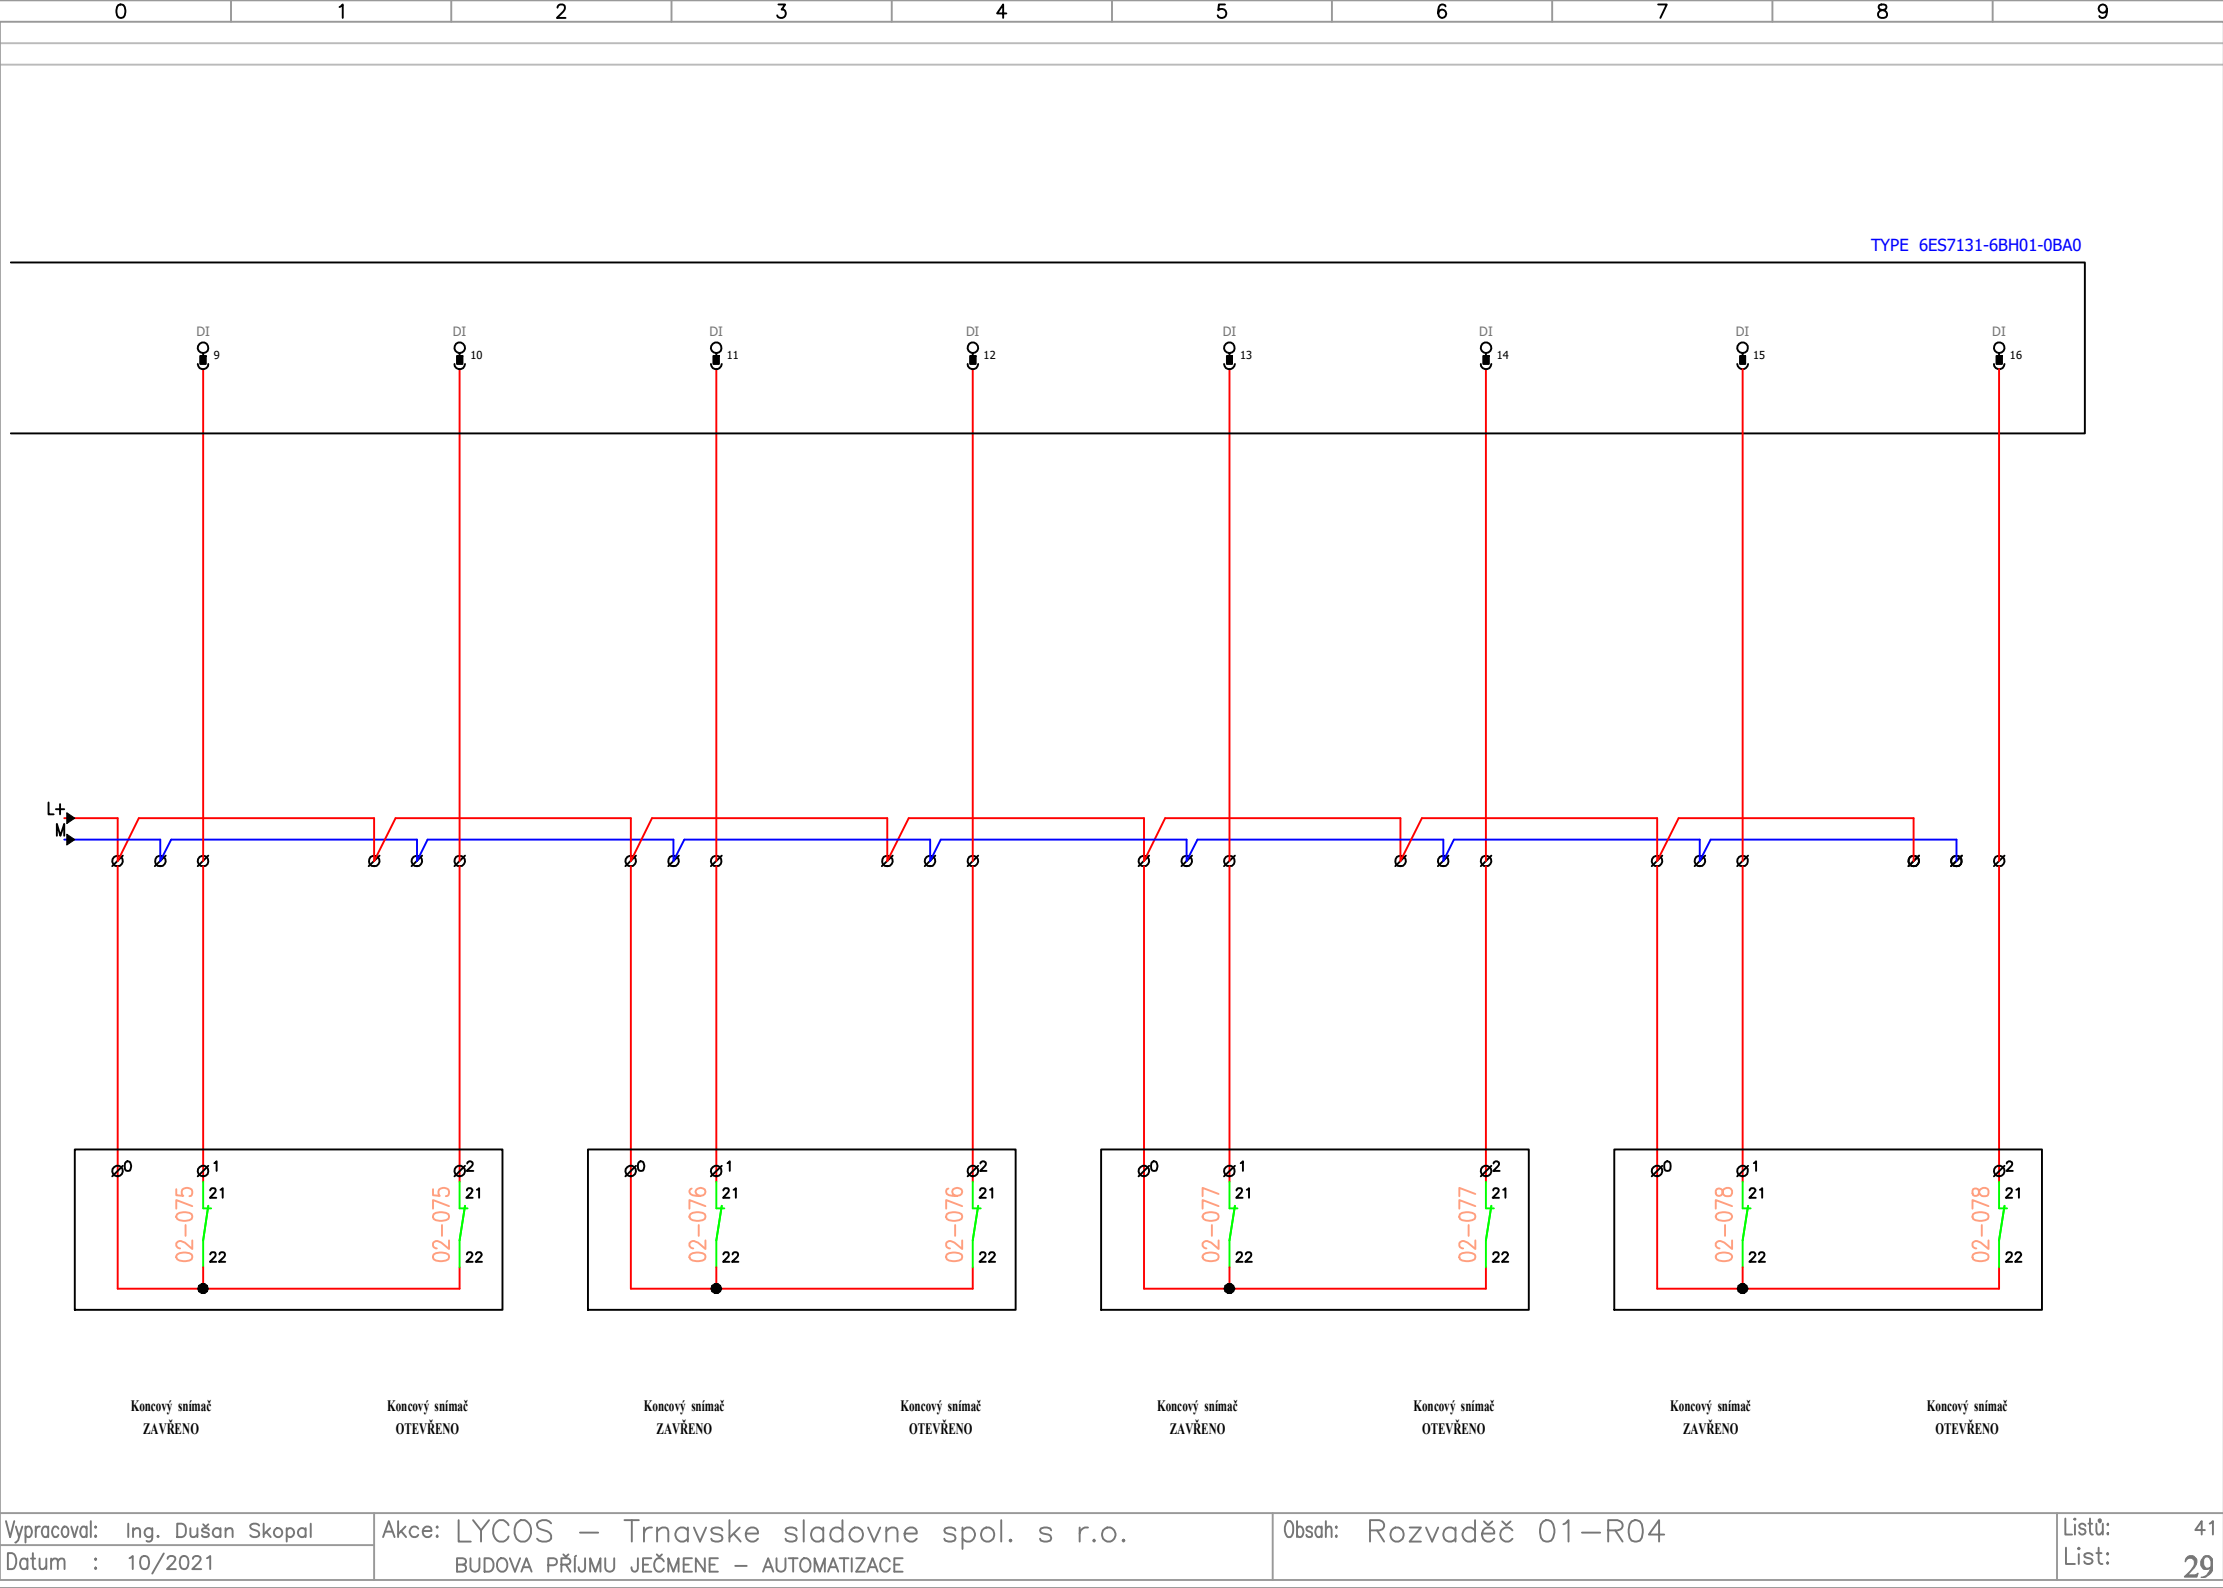 0 1 2 3 4 5 6 7 8 9
TYPE 6ES7131-6BH01-0BA0
DI DI DI DI DI DI DI DI
9 10 11 12 13 14 15 16
L+
M
0 1 2 0 1 2 0 1 2 0 1 2
21 21 21 21 21 21 21 21
02-075 02-075 02-076 02-076 02-077 02-077 02-078 02-078
22 22 22 22 22 22 22 22
Koncový snímač Koncový snímač Koncový snímač Koncový snímač Koncový snímač Koncový snímač Koncový snímač Koncový snímač
ZAVŘENO OTEVŘENO ZAVŘENO OTEVŘENO ZAVŘENO OTEVŘENO ZAVŘENO OTEVŘENO
Vypracoval: Ing. Dušan Skopal
Datum : 10/2021
Akce: LYCOS – Trnavske sladovne spol. s r.o.
BUDOVA PŘÍJMU JEČMENE – AUTOMATIZACE
Obsah: Rozvaděč 01-R04
Listů: 41
List: 29